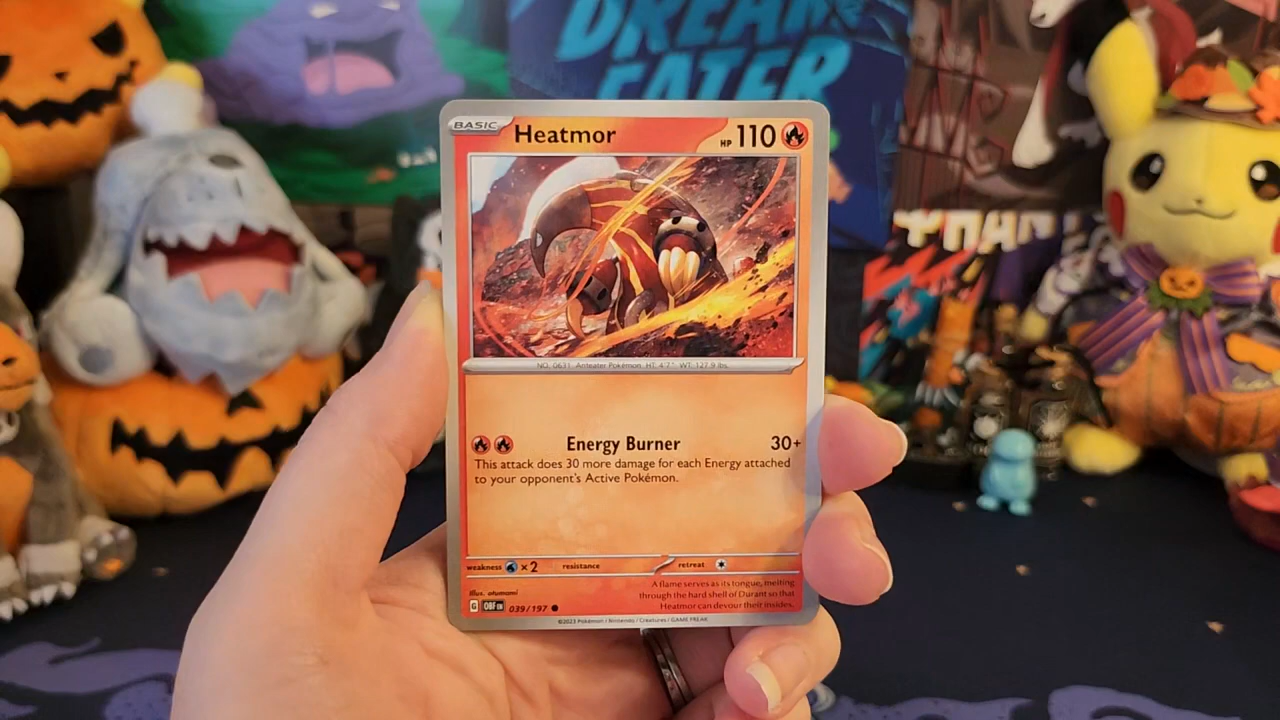 DREAM
EATER
BASIC
Heatmor
HP 110
NO. 0631 Anteater Pokémon HT: 4'7" WT: 127.9 lbs.
Energy Burner 30+
This attack does 30 more damage for each Energy attached
to your opponent's Active Pokémon.
weakness ×2 resistance retreat
Illus. otumami
A flame serves as its tongue, melting
through the hard shell of Durant so that
Heatmor can devour their insides.
G OBF EN 039/197
©2023 Pokémon / Nintendo / Creatures / GAME FREAK